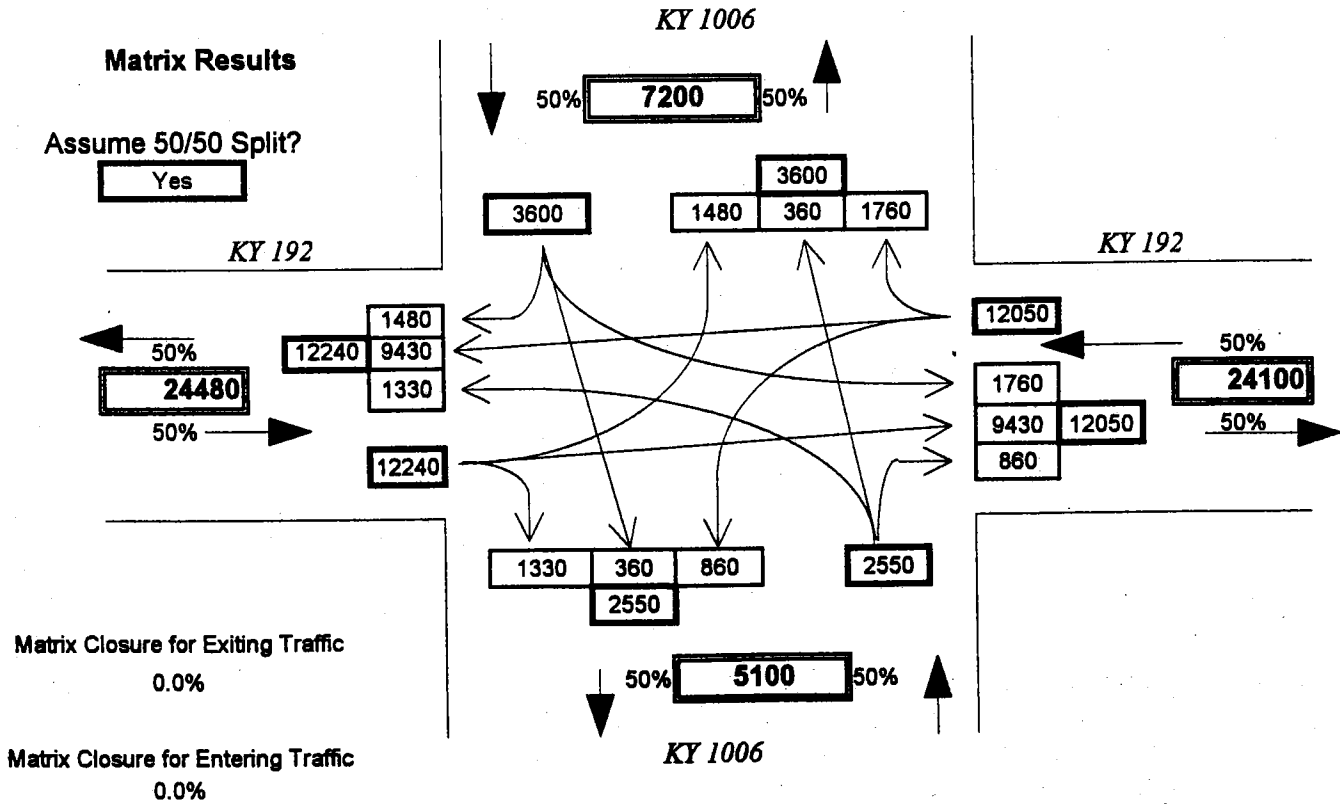 KY 1006
Matrix Results
50% 7200 50%
Assume 50/50 Split?
Yes
3600
3600
1480 360 1760
KY 192
KY 192
1480
12240 9430
1330
50%
24480
50%
12240
12050
50%
24100
50%
1760
9430 12050
860
1330 360 860
2550
2550
Matrix Closure for Exiting Traffic
0.0%
50% 5100 50%
KY 1006
Matrix Closure for Entering Traffic
0.0%